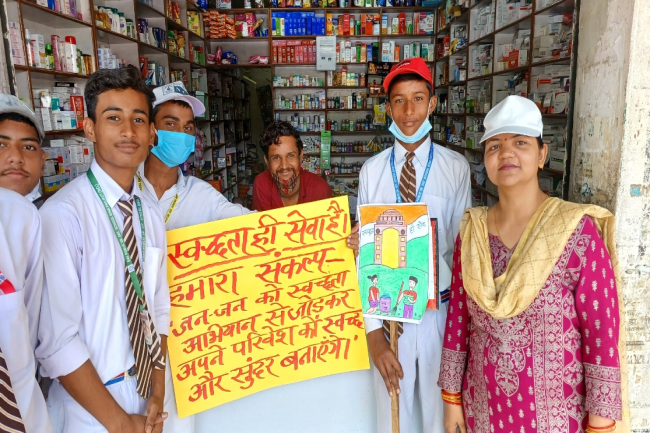 स्वच्छता ही सेवा है।
हमारा संकल्प-
जन-जन को स्वच्छता
अभियान से जोड़कर
अपने परिवेश को स्वच्छ
और सुंदर बनाएंगे।